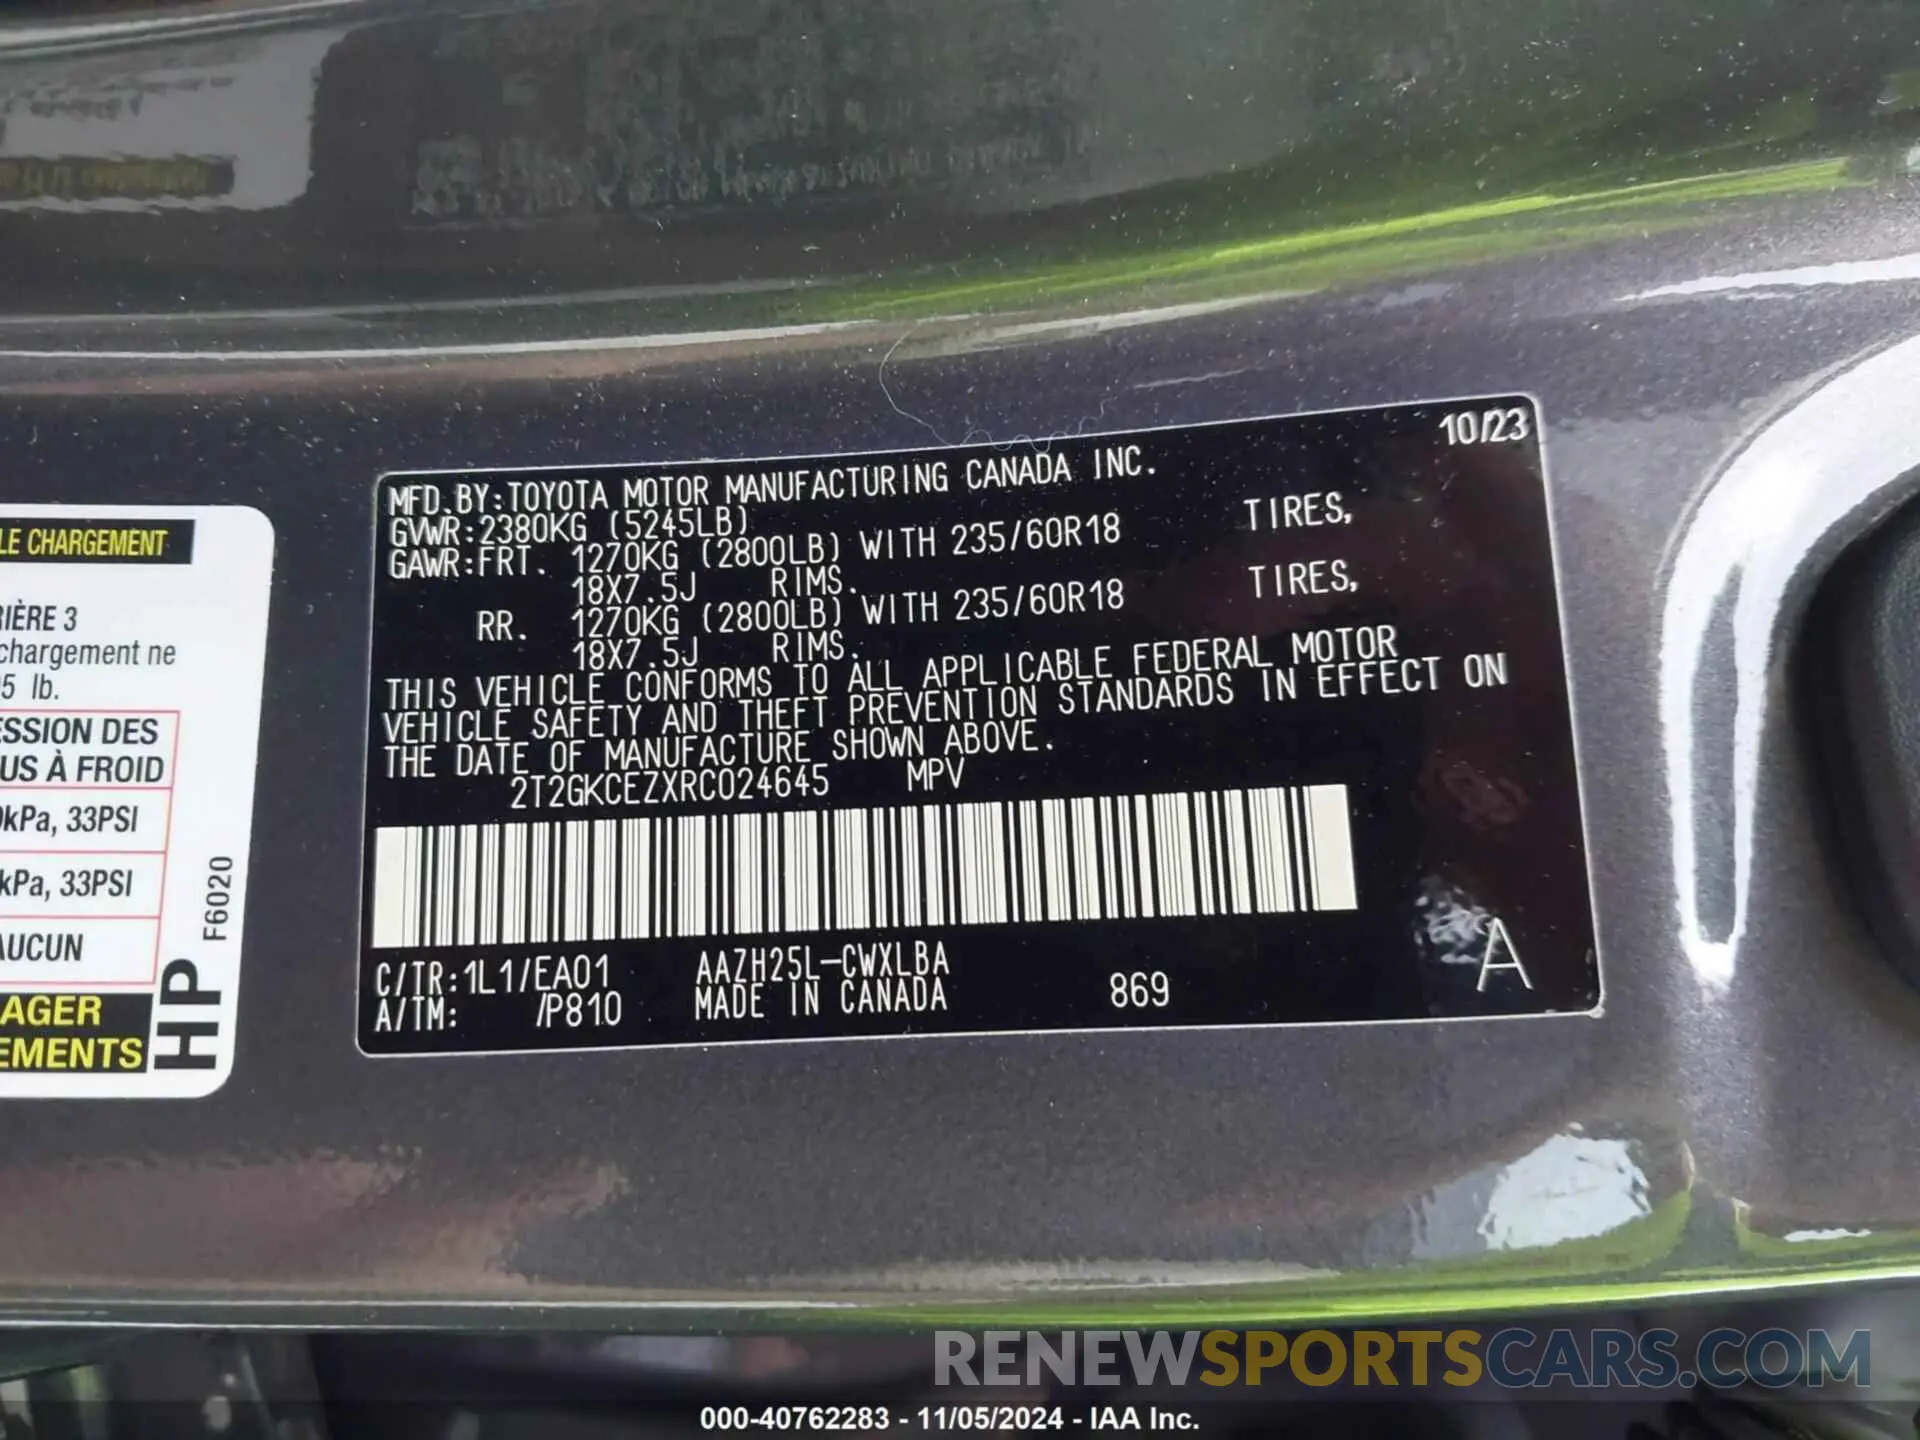 LE CHARGEMENT
RIÈRE 3
chargement ne
5 lb.
ESSION DES
US À FROID
kPa, 33PSI
kPa, 33PSI
AUCUN
AGER
EMENTS
HP
F6020
10/23
MFD.BY:TOYOTA MOTOR MANUFACTURING CANADA INC.
GVWR:2380KG (5245LB)
GAWR:FRT. 1270KG (2800LB) WITH 235/60R18 TIRES,
18X7.5J RIMS.
RR. 1270KG (2800LB) WITH 235/60R18 TIRES,
18X7.5J RIMS.
THIS VEHICLE CONFORMS TO ALL APPLICABLE FEDERAL MOTOR
VEHICLE SAFETY AND THEFT PREVENTION STANDARDS IN EFFECT ON
THE DATE OF MANUFACTURE SHOWN ABOVE.
2T2GKCEZXRC024645 MPV
C/TR:1L1/EA01 AAZH25L-CWXLBA
A/TM: /P810 MADE IN CANADA 869
A
RENEWSPORTSCARS.COM
000-40762283 - 11/05/2024 - IAA Inc.